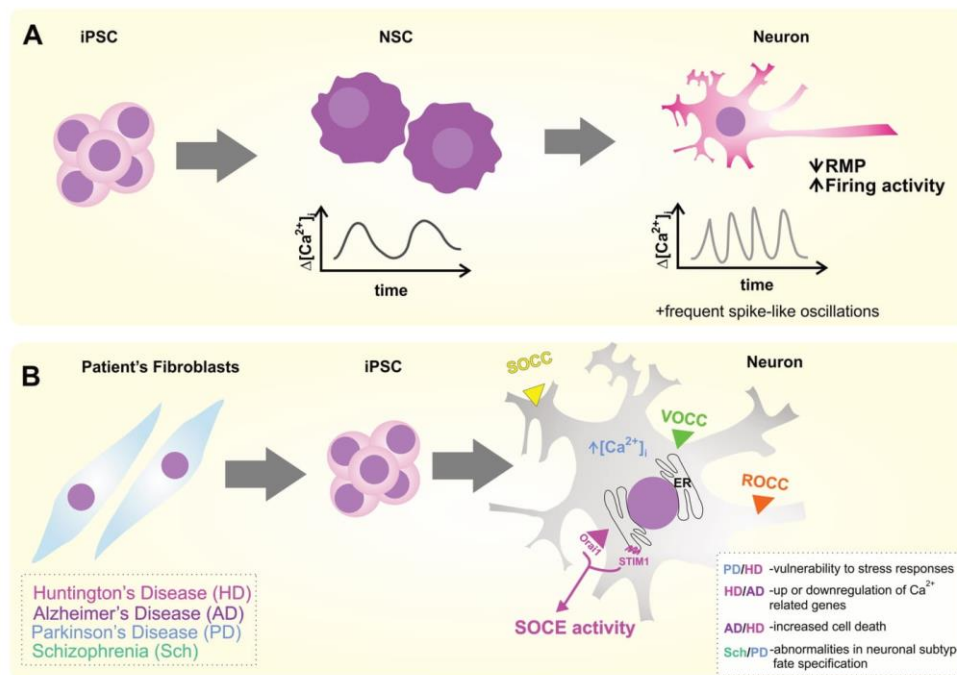 A
iPSC
NSC
Neuron
↓RMP
↑Firing activity
Δ[Ca²⁺]i
time
Δ[Ca²⁺]i
time
+frequent spike-like oscillations
B
Patient's Fibroblasts
iPSC
Neuron
SOCC
VOCC
↑[Ca²⁺]i
ER
ROCC
Orai1
STIM1
SOCE activity
Huntington's Disease (HD)
Alzheimer's Disease (AD)
Parkinson's Disease (PD)
Schizophrenia (Sch)
PD/HD -vulnerability to stress responses
HD/AD -up or downregulation of Ca²⁺
related genes
AD/HD -increased cell death
Sch/PD -abnormalities in neuronal subtyp
fate specification